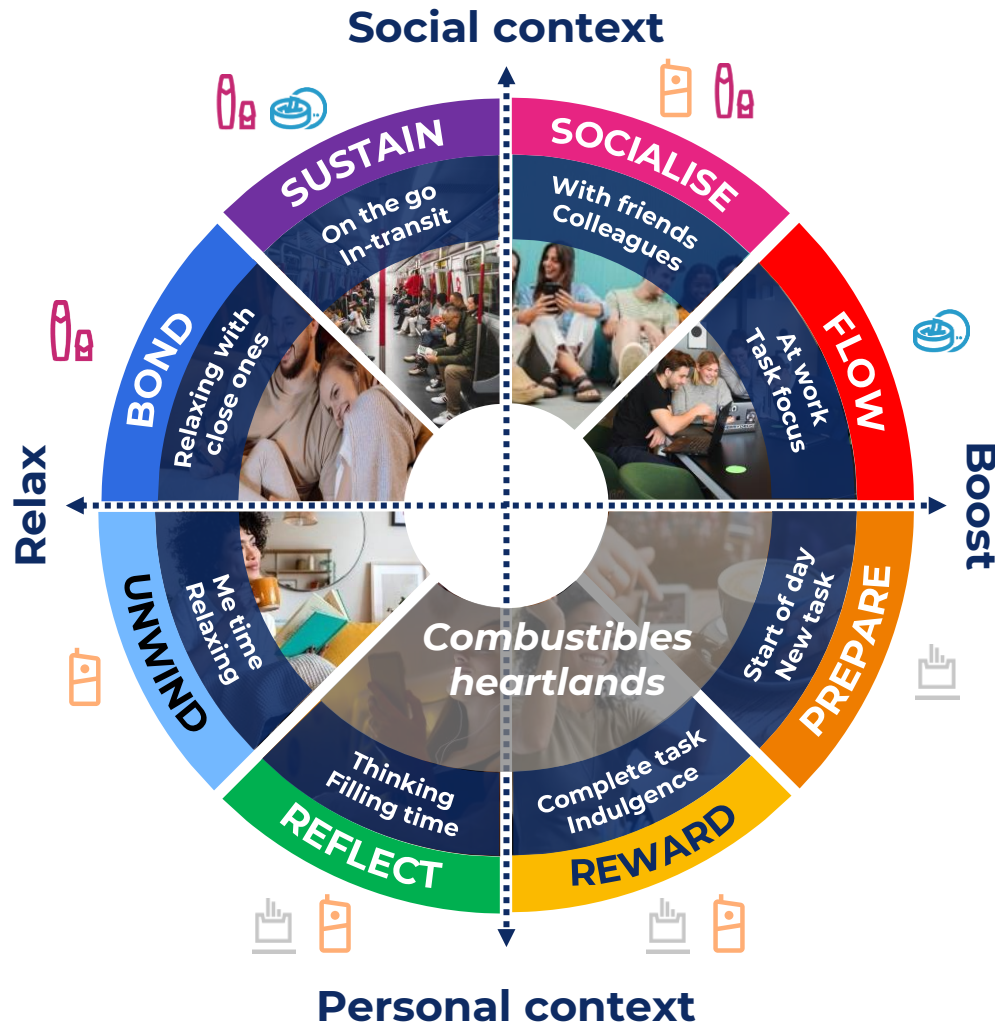 Social context
SUSTAIN
On the go
In-transit
SOCIALISE
With friends
Colleagues
BOND
Relaxing with
close ones
FLOW
At work
Task focus
Relax
Boost
UNWIND
Me time
Relaxing
Combustibles
heartlands
PREPARE
Start of day
New task
REFLECT
Thinking
Filling time
REWARD
Complete task
Indulgence
Personal context